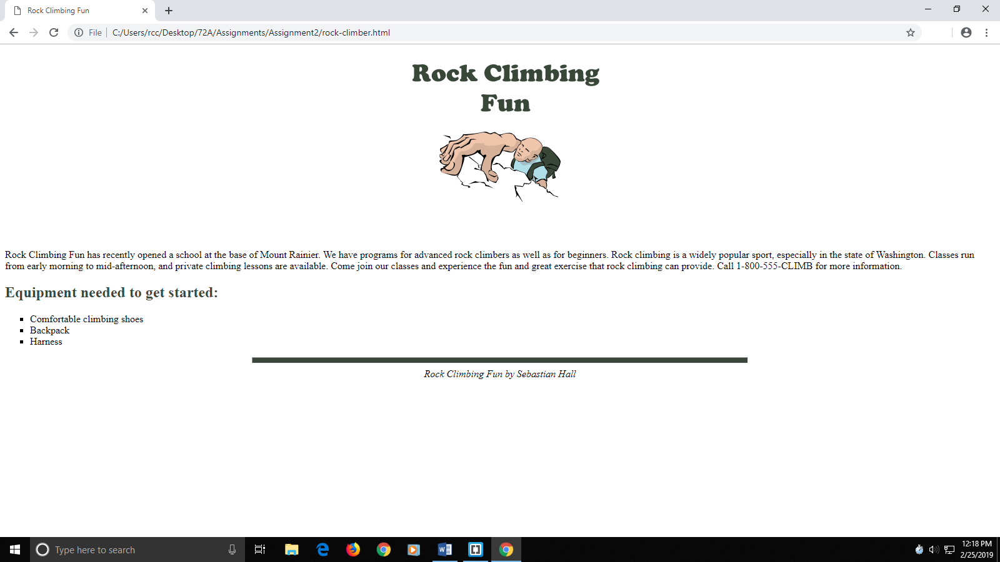 Rock Climbing Fun
File
C:/Users/rcc/Desktop/72A/Assignments/Assignment2/rock-climber.html
Rock Climbing
Fun
Rock Climbing Fun has recently opened a school at the base of Mount Rainier. We have programs for advanced rock climbers as well as for beginners. Rock climbing is a widely popular sport, especially in the state of Washington. Classes run
from early morning to mid-afternoon, and private climbing lessons are available. Come join our classes and experience the fun and great exercise that rock climbing can provide. Call 1-800-555-CLIMB for more information.
Equipment needed to get started:
Comfortable climbing shoes
Backpack
Harness
Rock Climbing Fun by Sebastian Hall
Type here to search
12:18 PM
2/25/2019